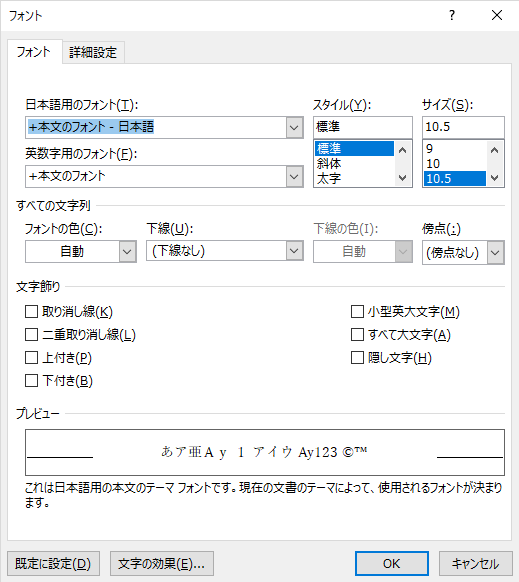 フォント
フォント 詳細設定
日本語用のフォント(T): スタイル(Y): サイズ(S):
+本文のフォント - 日本語 標準 10.5
標準 9
英数字用のフォント(F): 斜体 10
+本文のフォント 太字 10.5
すべての文字列
フォントの色(C): 下線(U): 下線の色(I): 傍点(:)
自動 (下線なし) 自動 (傍点なし)
文字飾り
取り消し線(K) 小型英大文字(M)
二重取り消し線(L) すべて大文字(A)
上付き(P) 隠し文字(H)
下付き(B)
プレビュー
あア亜Ay 1 アイウ Ay123 ©™
これは日本語用の本文のテーマ フォントです。現在の文書のテーマによって、使用されるフォントが決まり
ます。
既定に設定(D) 文字の効果(E)... OK キャンセル